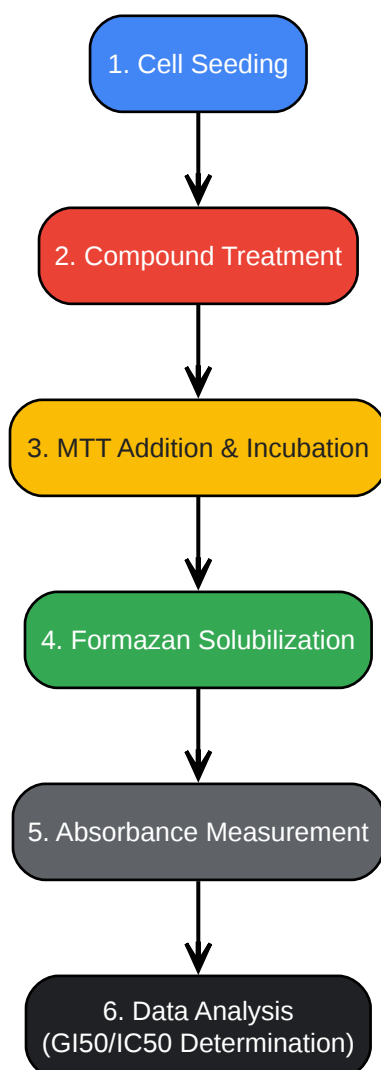 1. Cell Seeding
2. Compound Treatment
3. MTT Addition & Incubation
4. Formazan Solubilization
5. Absorbance Measurement
6. Data Analysis
(GI50/IC50 Determination)